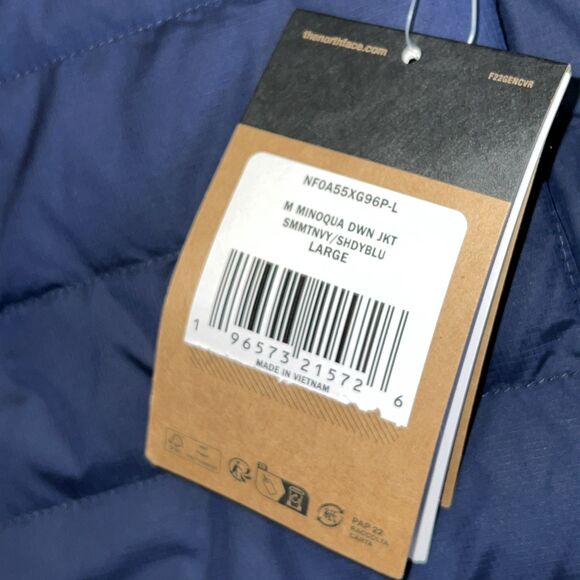 thenorthface.com
F22GENCVR
NF0A55XG96P-L
M MINOQUA DWN JKT
SMMTNVY/SHDYBLU
LARGE
1 96573 21572 6
MADE IN VIETNAM
PAP 22
RACCOLTA
CARTA